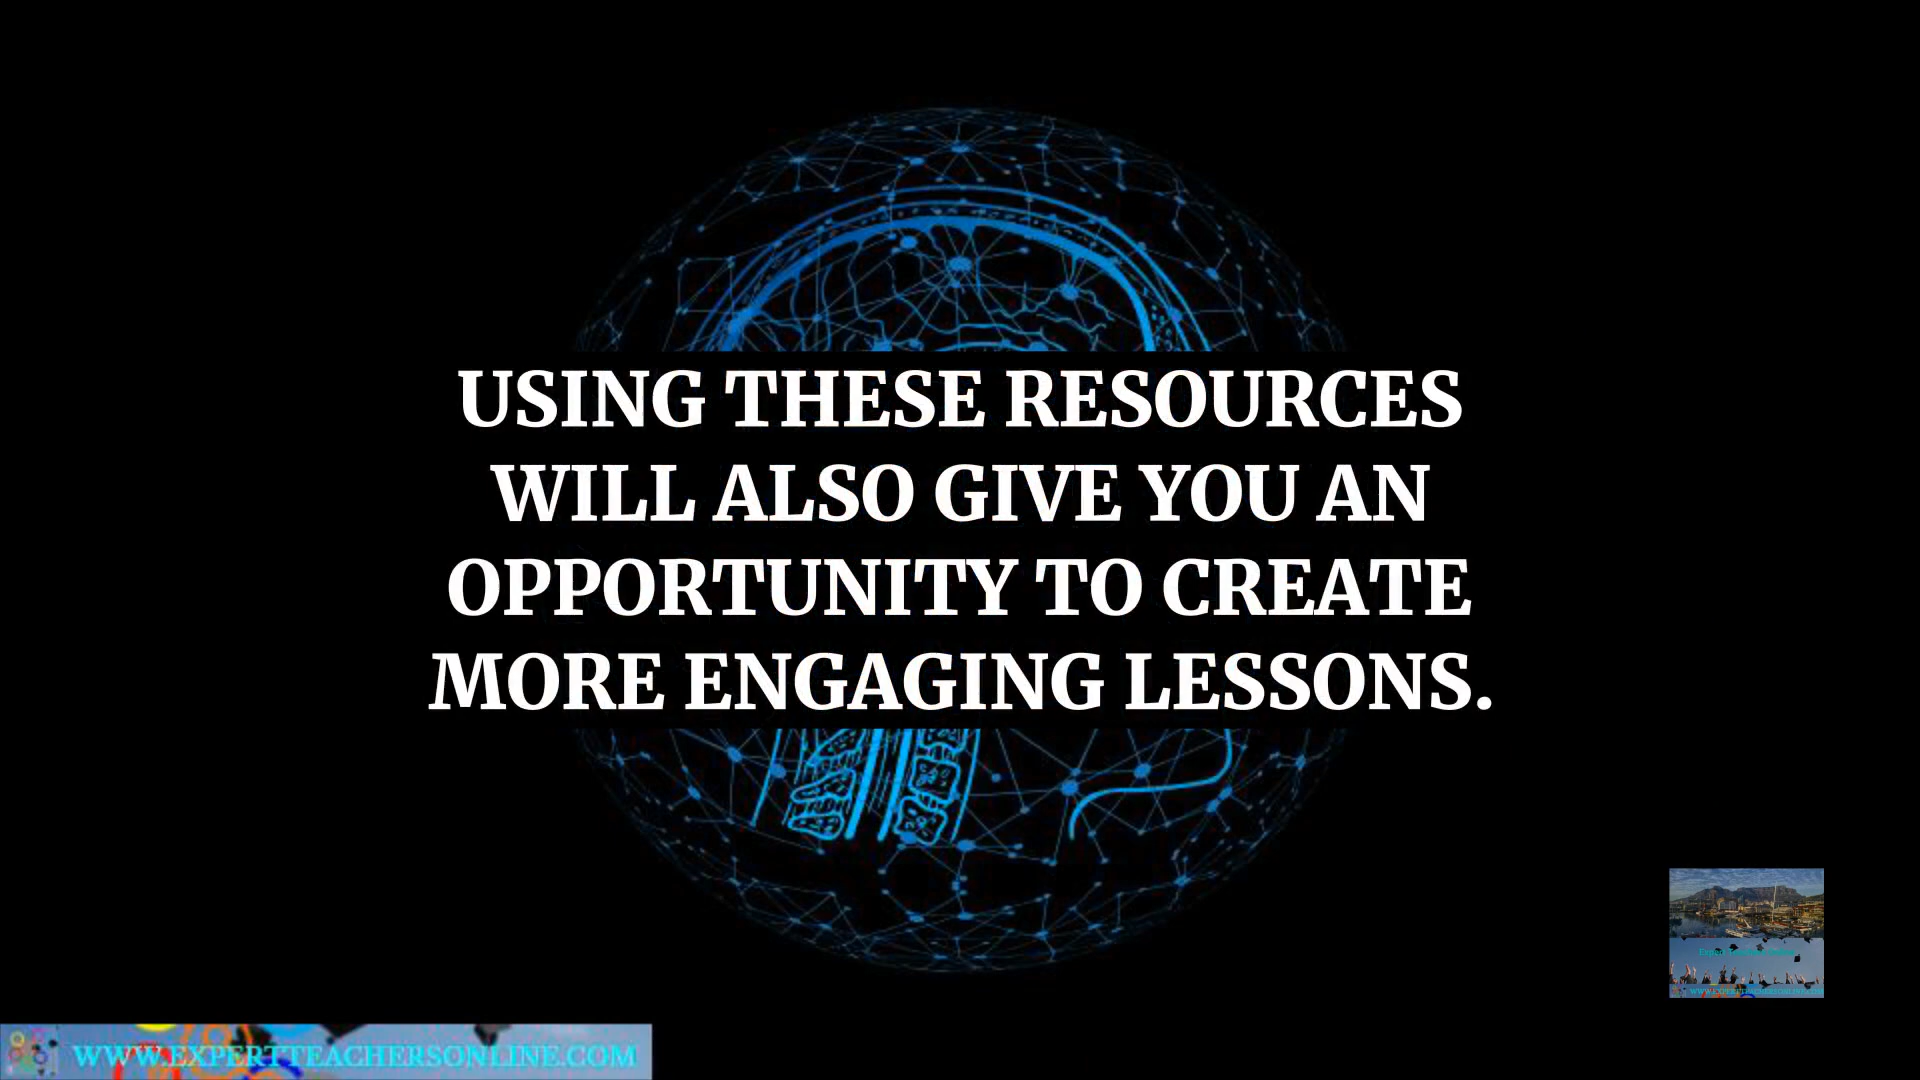 USING THESE RESOURCES
WILL ALSO GIVE YOU AN
OPPORTUNITY TO CREATE
MORE ENGAGING LESSONS.
WWW.EXPERTTEACHERSONLINE.COM